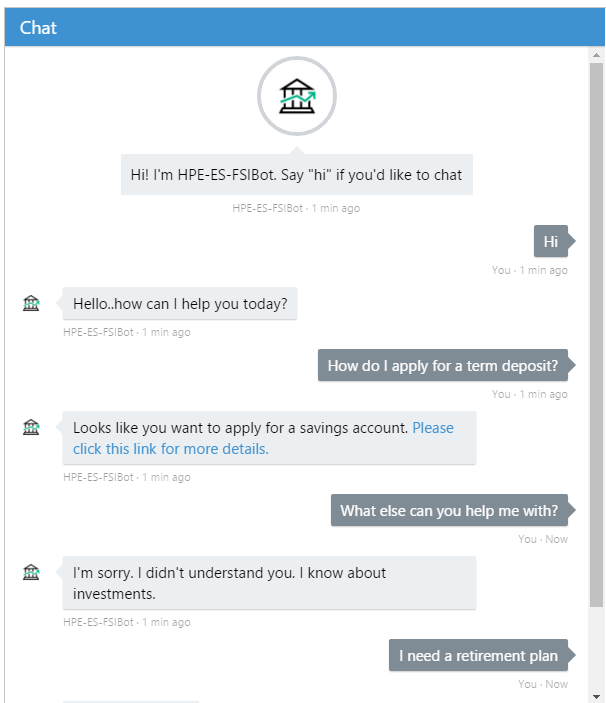 Chat
Hi! I'm HPE-ES-FSIBot. Say "hi" if you'd like to chat
HPE-ES-FSIBot · 1 min ago
Hi
You · 1 min ago
Hello..how can I help you today?
HPE-ES-FSIBot · 1 min ago
How do I apply for a term deposit?
You · 1 min ago
Looks like you want to apply for a savings account. Please
click this link for more details.
HPE-ES-FSIBot · 1 min ago
What else can you help me with?
You · Now
I'm sorry. I didn't understand you. I know about
investments.
HPE-ES-FSIBot · 1 min ago
I need a retirement plan
You · Now